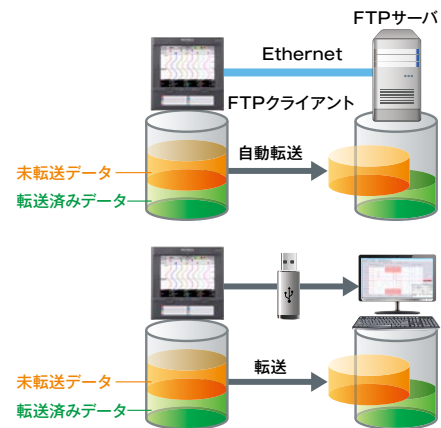 FTPサーバ
Ethernet
FTPクライアント
自動転送
未転送データ
転送済みデータ
転送
未転送データ
転送済みデータ